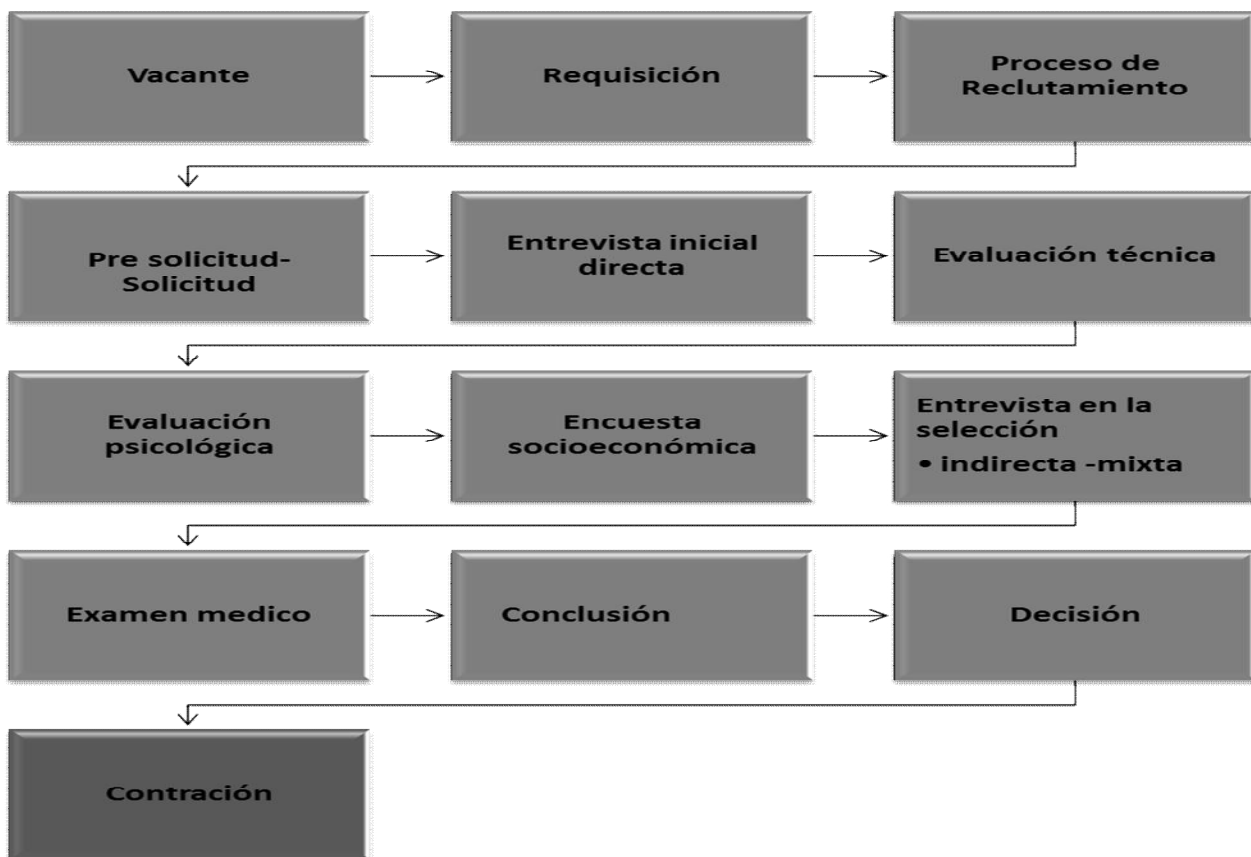 Vacante
Requisición
Proceso de
Reclutamiento
Pre solicitud-
Solicitud
Entrevista inicial
directa
Evaluación técnica
Evaluación
psicológica
Encuesta
socioeconómica
Entrevista en la
selección
• indirecta -mixta
Examen medico
Conclusión
Decisión
Contración